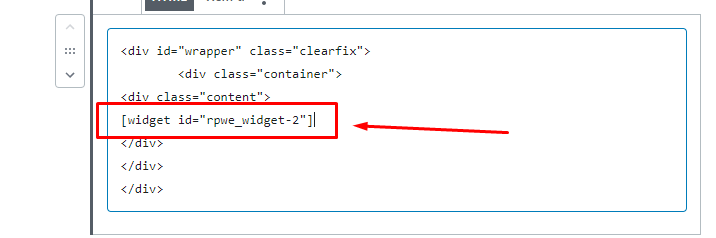 <div id="wrapper" class="clearfix">
<div class="container">
<div class="content">
[widget id="rpwe_widget-2"]
</div>
</div>
</div>